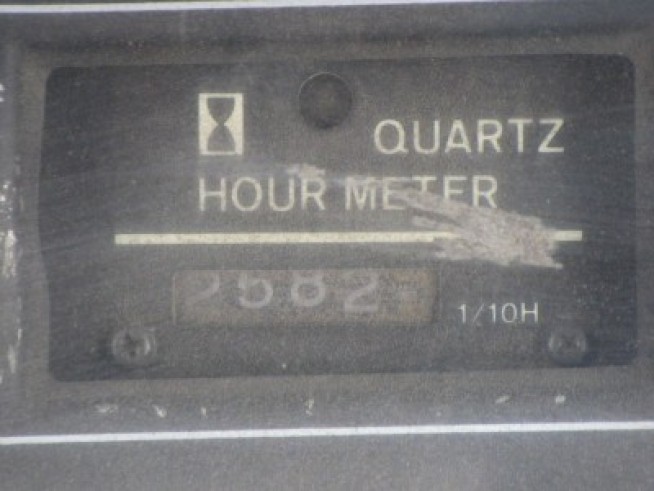 QUARTZ
HOUR METER
2582
1/10H